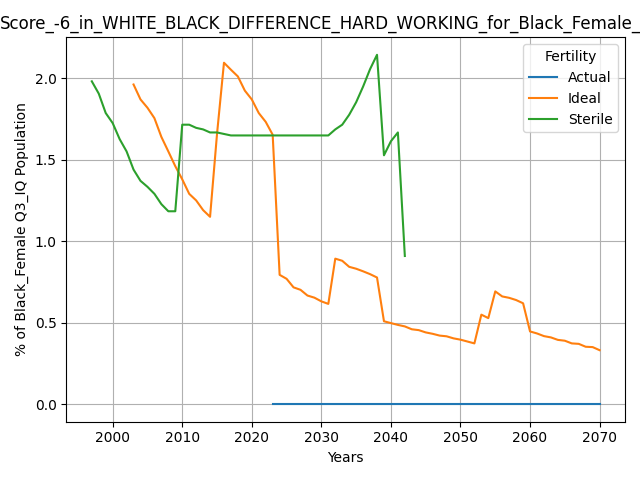 Score_-6_in_WHITE_BLACK_DIFFERENCE_HARD_WORKING_for_Black_Female_
Fertility
Actual
Ideal
Sterile
% of Black_Female Q3_IQ Population
2.0
1.5
1.0
0.5
0.0
2000 2010 2020 2030 2040 2050 2060 2070
Years